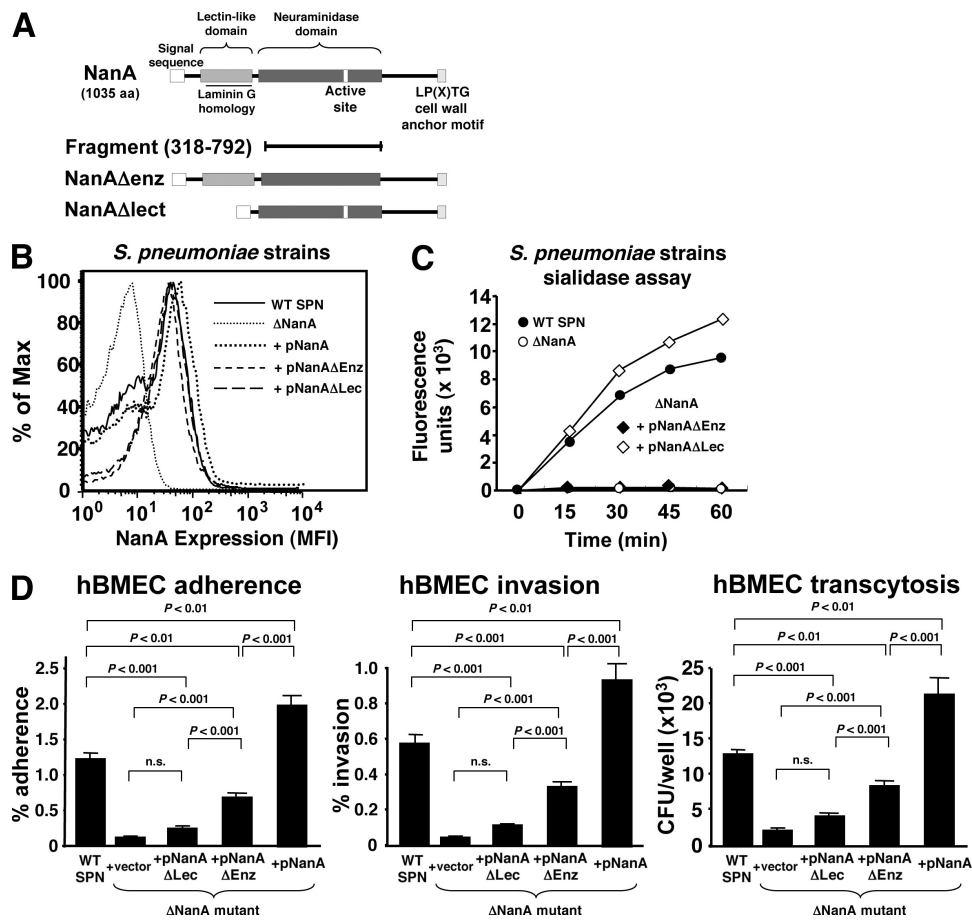 A
Lectin-like
domain
Neuraminidase
domain
Signal
sequence
NanA
(1035 aa)
Laminin G
homology
Active
site
LP(X)TG
cell wall
anchor motif
Fragment (318-792)
NanAΔenz
NanAΔlect
B
S. pneumoniae strains
% of Max
100
80
60
40
20
0
WT SPN
ΔNanA
+ pNanA
+ pNanAΔEnz
+ pNanAΔLec
10^0 10^1 10^2 10^3 10^4
NanA Expression (MFI)
C
S. pneumoniae strains
sialidase assay
Fluorescence
units (x 10^3)
14
12
10
8
6
4
2
0
WT SPN
ΔNanA
ΔNanA
+ pNanAΔEnz
+ pNanAΔLec
0 15 30 45 60
Time (min)
D
hBMEC adherence
P < 0.01
P < 0.01
P < 0.001
P < 0.001
P < 0.001
P < 0.001
n.s.
% adherence
2.5
2.0
1.5
1.0
0.5
0
WT
SPN
+vector
+pNanA
ΔLec
+pNanA
ΔEnz
+pNanA
ΔNanA mutant
hBMEC invasion
P < 0.01
P < 0.001
P < 0.001
P < 0.001
P < 0.001
P < 0.001
n.s.
% invasion
1.0
0.8
0.6
0.4
0.2
0
WT
SPN
+vector
+pNanA
ΔLec
+pNanA
ΔEnz
+pNanA
ΔNanA mutant
hBMEC transcytosis
P < 0.01
P < 0.01
P < 0.001
P < 0.001
P < 0.001
P < 0.001
n.s.
CFU/well (x10^3)
25
20
15
10
5
0
WT
SPN
+vector
+pNanA
ΔLec
+pNanA
ΔEnz
+pNanA
ΔNanA mutant